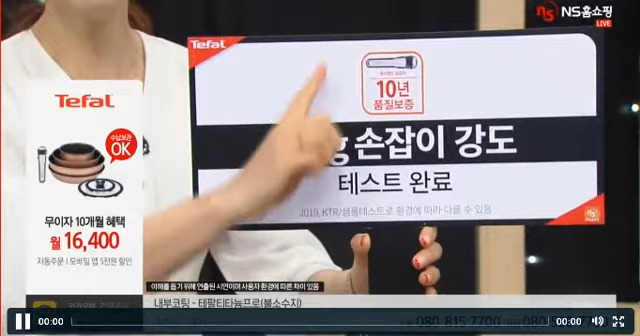 NS홈쇼핑
LIVE
Tefal
10년
품질보증
손잡이 강도
테스트 완료
2019, KTR/샘플테스트로 환경에 따라 다를 수 있음
Tefal
수납보관
OK
무이자 10개월 혜택
월 16,400
자동주문 | 모바일 앱 5천원 할인
이해를 돕기 위해 연출된 시연이며 사용자 환경에 따른 차이 있음
내부코팅 - 테팔티타늄프로(불소수지)
080-815-7700
00:00
00:00